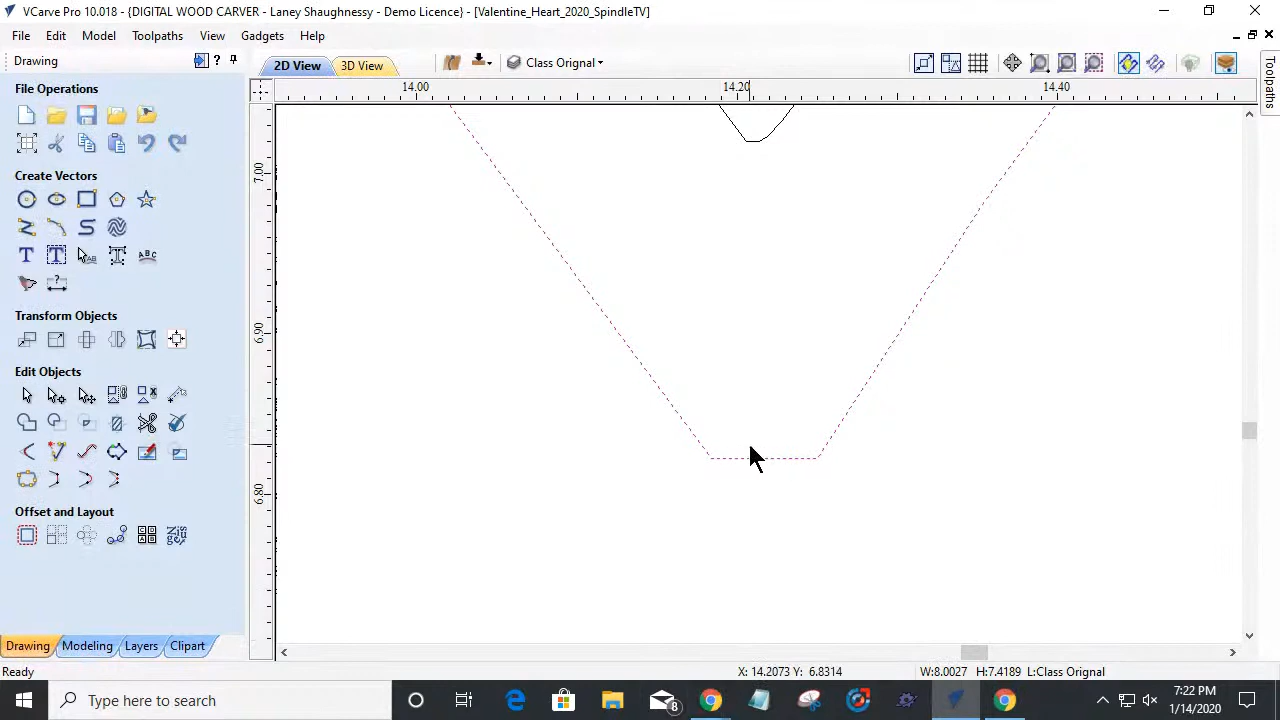 VCarve Pro 10.018 - {DIGITAL WOOD CARVER - Laney Shaughnessy - Demo Licence} - [Valentine_Heart_2020_SpindleTV]
File Edit Model Toolpaths View Gadgets Help
Drawing
2D View 3D View Class Orignal
File Operations
14.00 14.20 14.40
Create Vectors
7.00
6.90
6.80
Transform Objects
Edit Objects
Offset and Layout
Drawing Modeling Layers Clipart
Toolpaths
Ready X: 14.2073 Y: 6.8314 W:8.0027 H:7.4189 L:Class Orignal
Type here to search 8 7:22 PM
1/14/2020